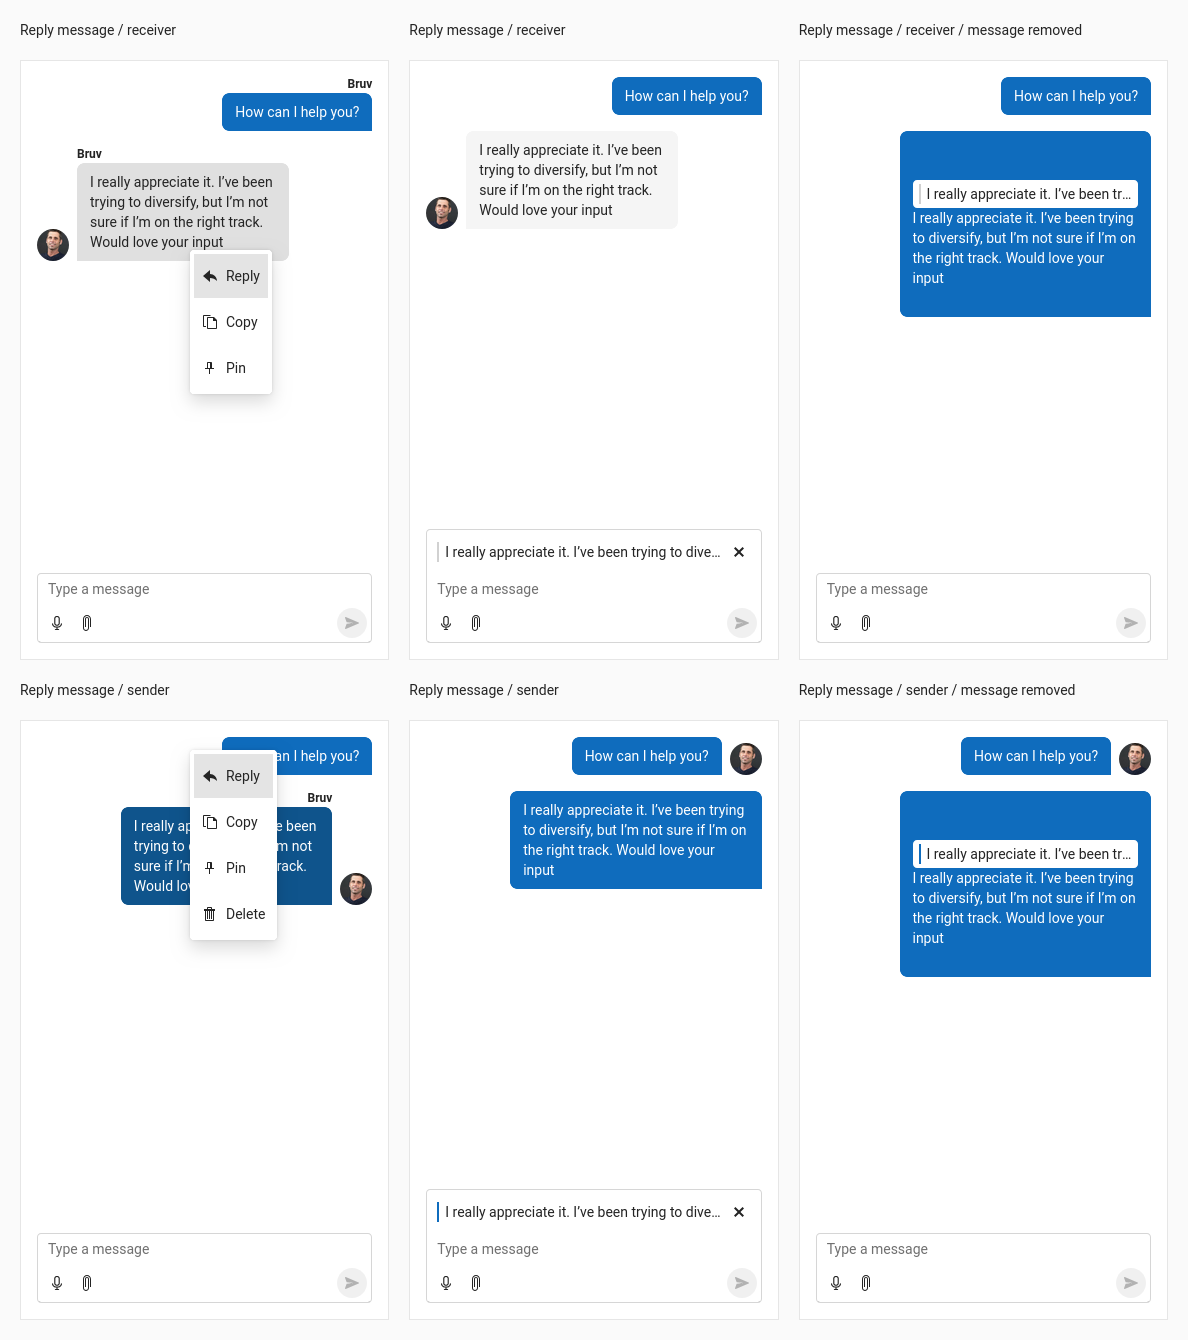 Reply message / receiver
Bruv
How can I help you?
Bruv
I really appreciate it. I’ve been
trying to diversify, but I’m not
sure if I’m on the right track.
Would love your input
Reply
Copy
Pin
Type a message
Reply message / receiver
How can I help you?
I really appreciate it. I’ve been
trying to diversify, but I’m not
sure if I’m on the right track.
Would love your input
I really appreciate it. I’ve been trying to dive...
Type a message
Reply message / receiver / message removed
How can I help you?
I really appreciate it. I’ve been tr...
I really appreciate it. I’ve been trying
to diversify, but I’m not sure if I’m on
the right track. Would love your
input
Type a message
Reply message / sender
an I help you?
Bruv
I really ap
e been
trying to
m not
sure if I’m
rack.
Would lov
Reply
Copy
Pin
Delete
Type a message
Reply message / sender
How can I help you?
I really appreciate it. I’ve been trying
to diversify, but I’m not sure if I’m on
the right track. Would love your
input
I really appreciate it. I’ve been trying to dive...
Type a message
Reply message / sender / message removed
How can I help you?
I really appreciate it. I’ve been tr...
I really appreciate it. I’ve been trying
to diversify, but I’m not sure if I’m on
the right track. Would love your
input
Type a message